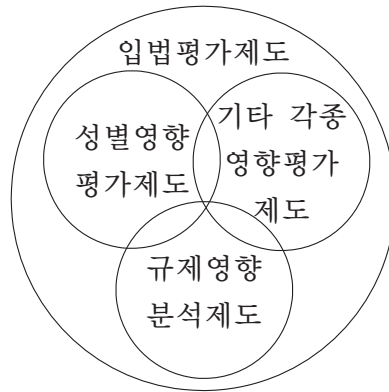 입법평가제도
성별영향
평가제도
기타 각종
영향평가
제도
규제영향
분석제도